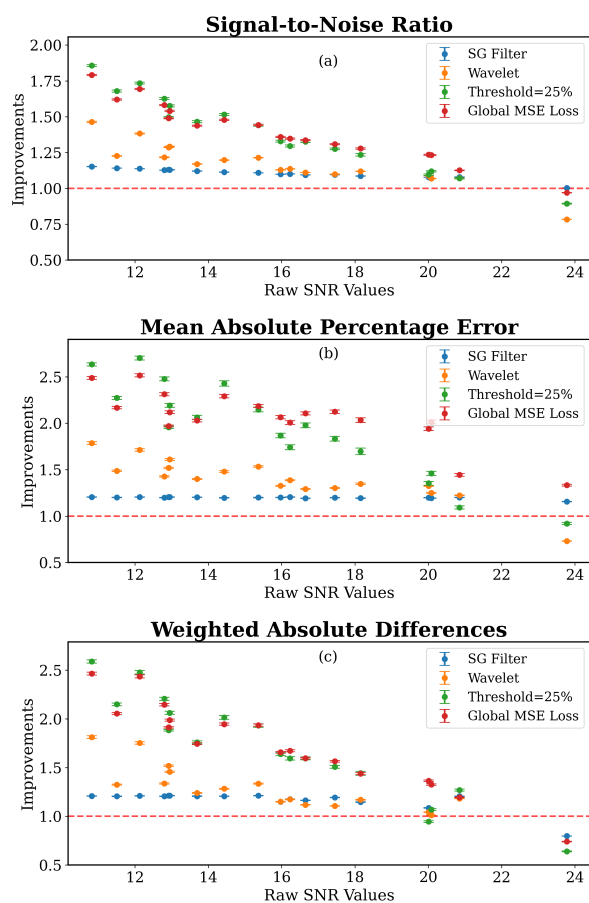 Signal-to-Noise Ratio
(a)
SG Filter
Wavelet
Threshold=25%
Global MSE Loss
2.00
1.75
1.50
1.25
1.00
0.75
0.50
Improvements
12 14 16 18 20 22 24
Raw SNR Values
Mean Absolute Percentage Error
(b)
SG Filter
Wavelet
Threshold=25%
Global MSE Loss
2.5
2.0
1.5
1.0
0.5
Improvements
12 14 16 18 20 22 24
Raw SNR Values
Weighted Absolute Differences
(c)
SG Filter
Wavelet
Threshold=25%
Global MSE Loss
2.5
2.0
1.5
1.0
0.5
Improvements
12 14 16 18 20 22 24
Raw SNR Values